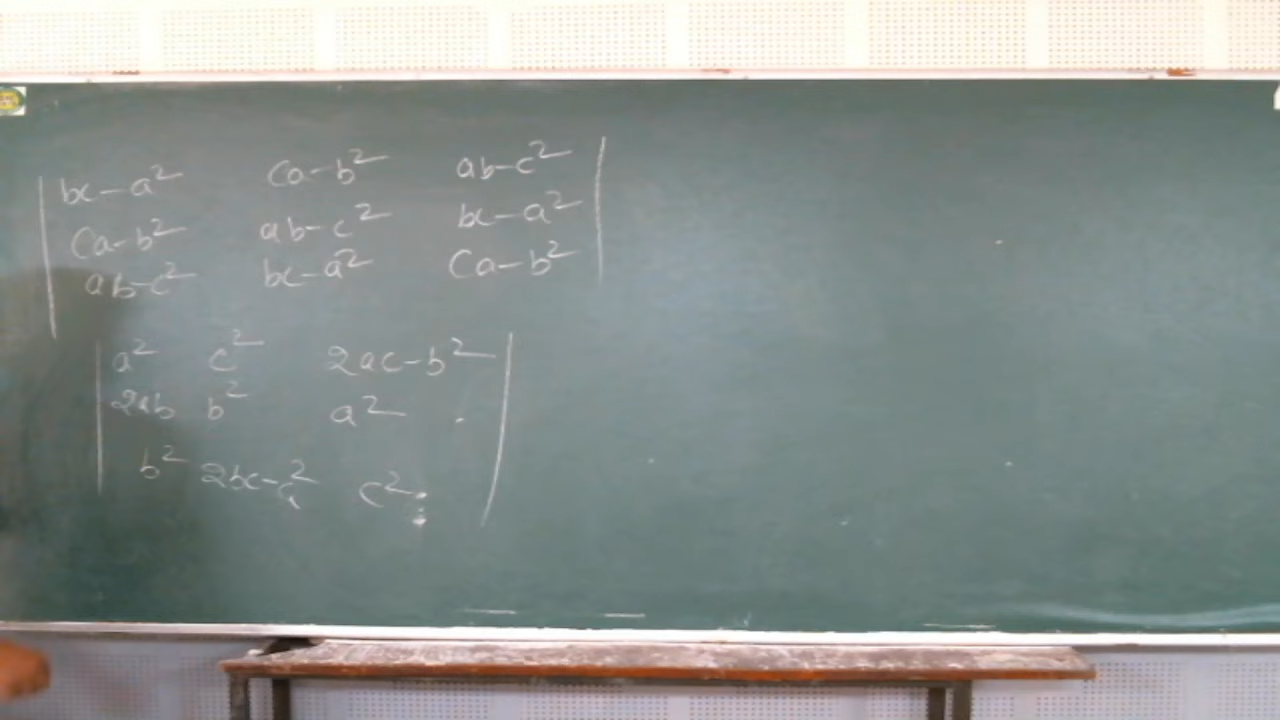 bc-a² ca-b² ab-c²
ca-b² ab-c² bc-a²
ab-c² bc-a² ca-b²
a² c² 2ac-b²
2ab b² a²
b² 2bc-a² c²